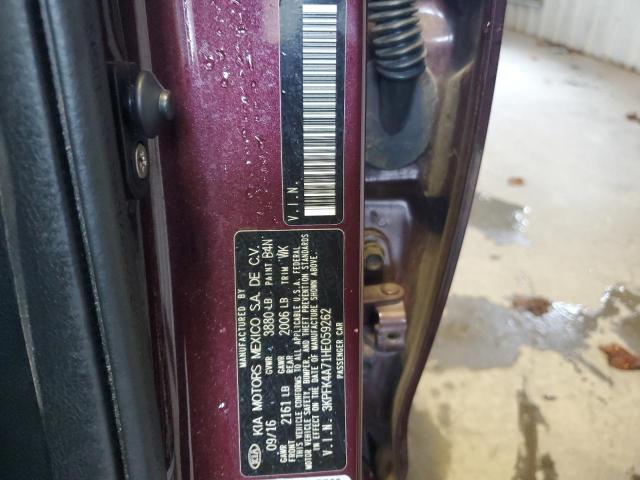 V.I.N.
MANUFACTURED BY
KIA KIA MOTORS MEXICO S.A. DE C.V.
09/16 GVWR 3880 LB PAINT B4N
GAWR FRONT 2161 LB GAWR REAR 2006 LB TRIM WK
THIS VEHICLE CONFORMS TO ALL APPLICABLE U.S.A. FEDERAL
MOTOR VEHICLE SAFETY, BUMPER, AND THEFT PREVENTION STANDARDS
IN EFFECT ON THE DATE OF MANUFACTURE SHOWN ABOVE.
V.I.N. 3KPFK4A71HE059262
PASSENGER CAR